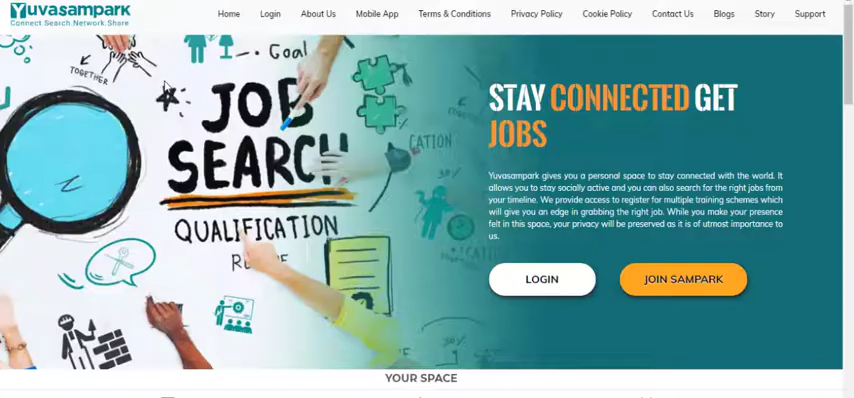 Yuvasampark
Connect.Search.Network.Share
Home Login About Us Mobile App Terms & Conditions Privacy Policy Cookie Policy Contact Us Blogs Story Support
TOGETHER
Goal
JOB
SEARCH
QUALIFICATION
CATION
STAY CONNECTED GET
JOBS
Yuvasampark gives you a personal space to stay connected with the world. It
allows you to stay socially active and you can also search for the right jobs from
your timeline. We provide access to register for multiple training schemes which
will give you an edge in grabbing the right job. While you make your presence
felt in this space, your privacy will be preserved as it is of utmost importance to
us.
LOGIN JOIN SAMPARK
YOUR SPACE